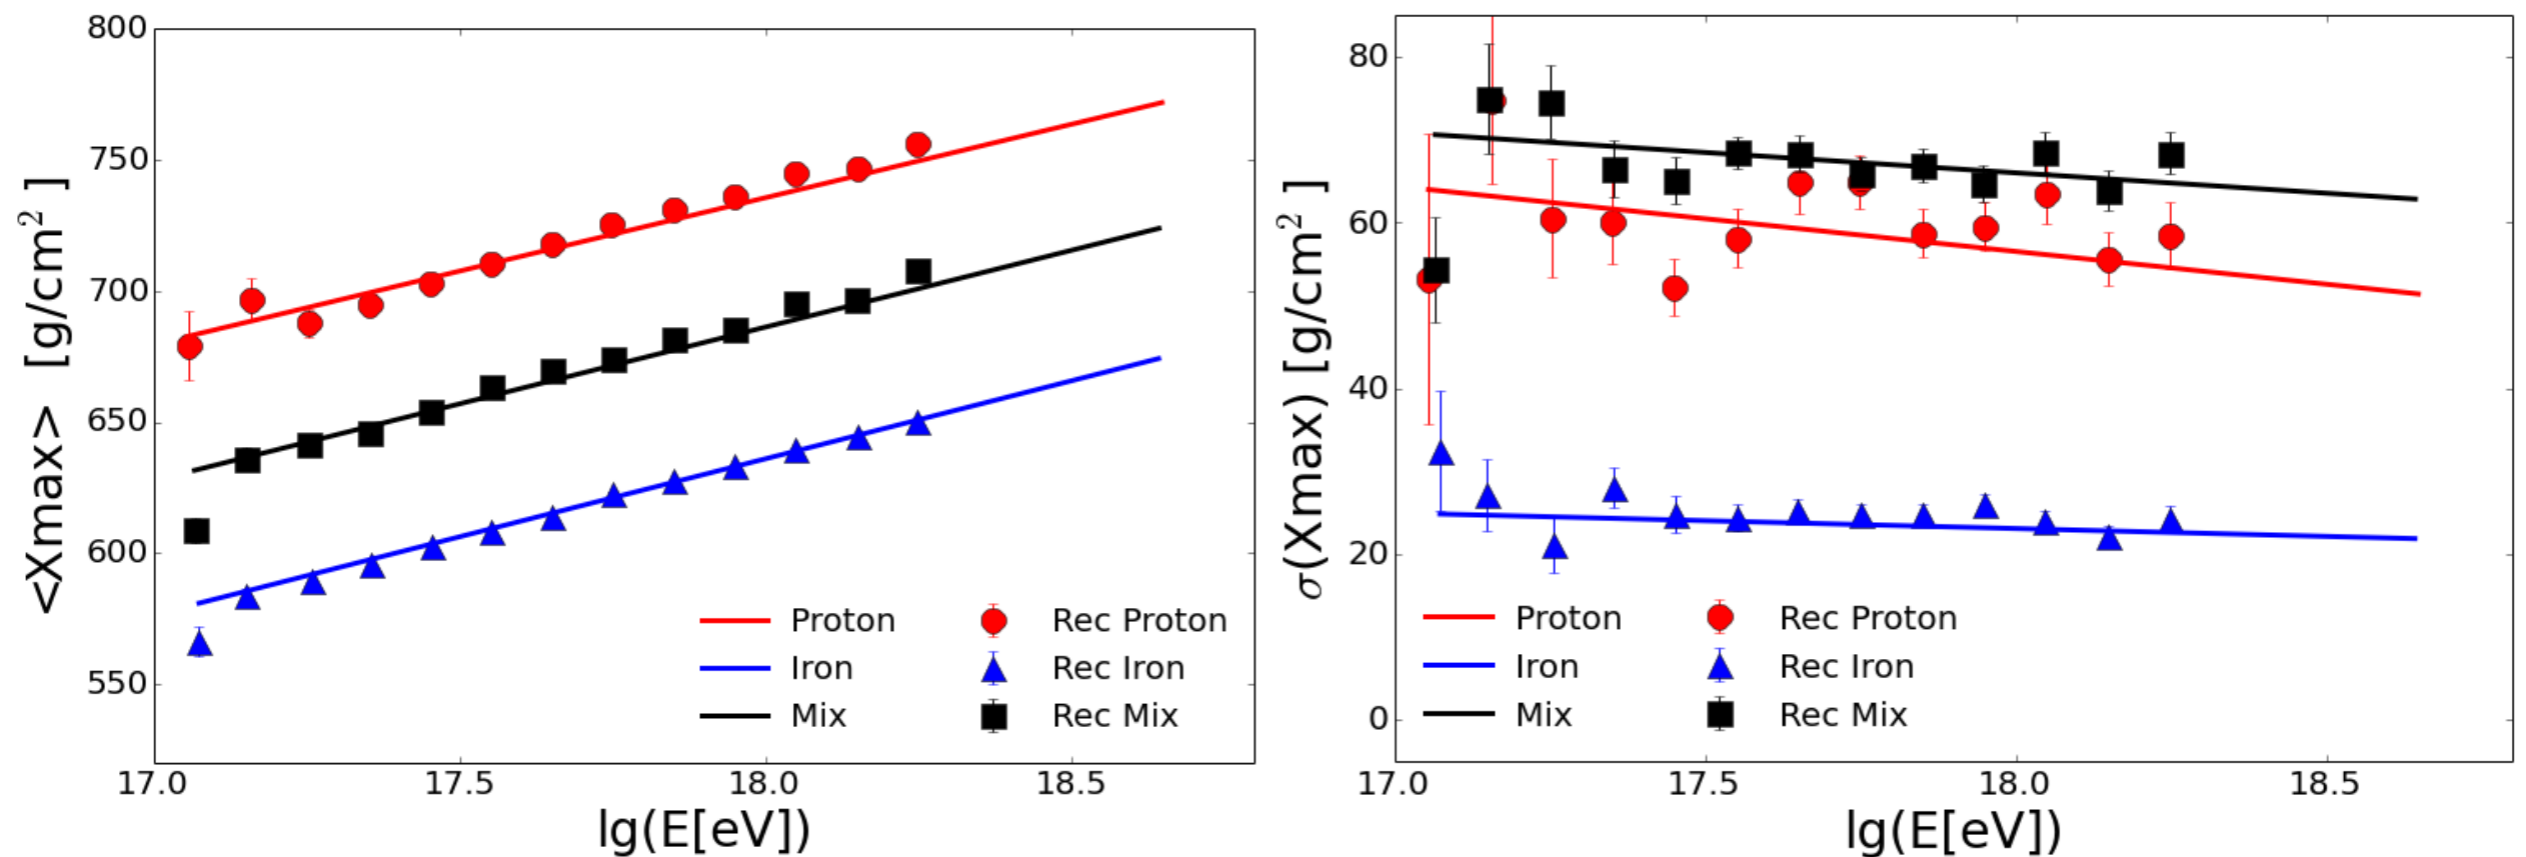 800
750
700
650
600
550
<Xmax> [g/cm² ]
17.0 17.5 18.0 18.5
lg(E[eV])
Proton Rec Proton
Iron Rec Iron
Mix Rec Mix
80
60
40
20
0
σ(Xmax) [g/cm² ]
17.0 17.5 18.0 18.5
lg(E[eV])
Proton Rec Proton
Iron Rec Iron
Mix Rec Mix